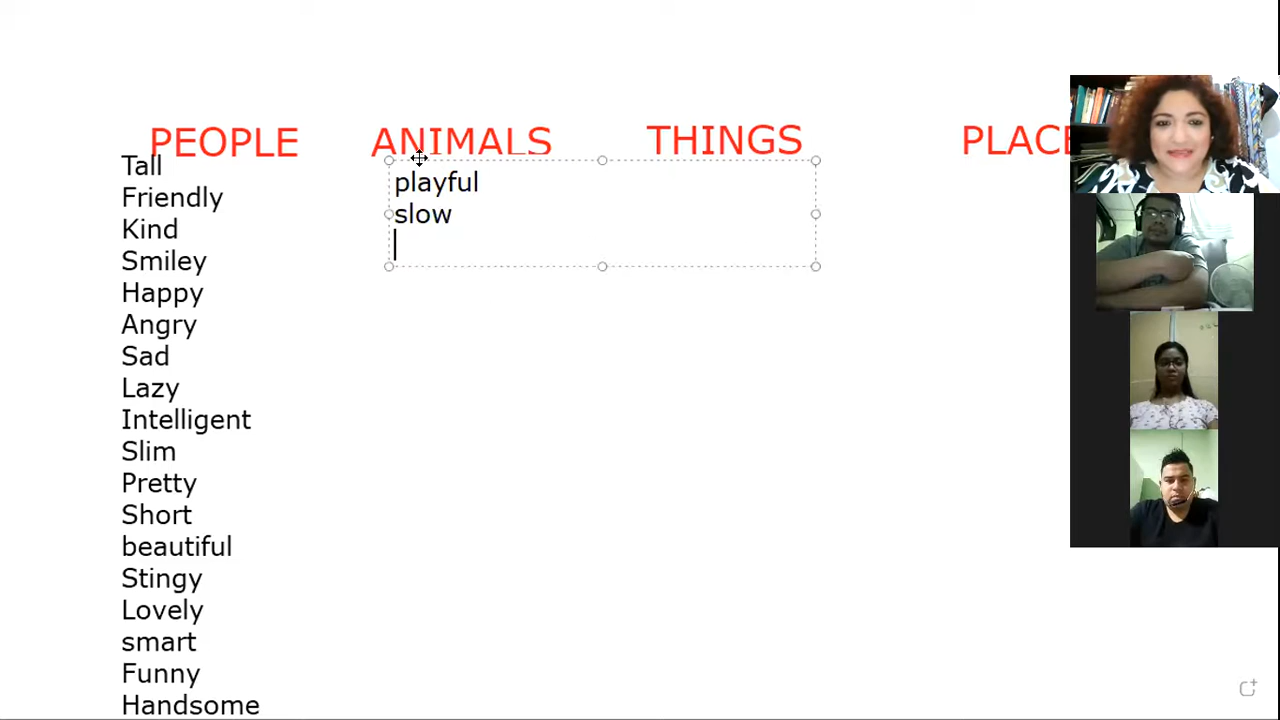 PEOPLE ANIMALS THINGS PLACE
Tall
Friendly
Kind
Smiley
Happy
Angry
Sad
Lazy
Intelligent
Slim
Pretty
Short
beautiful
Stingy
Lovely
smart
Funny
Handsome
playful
slow